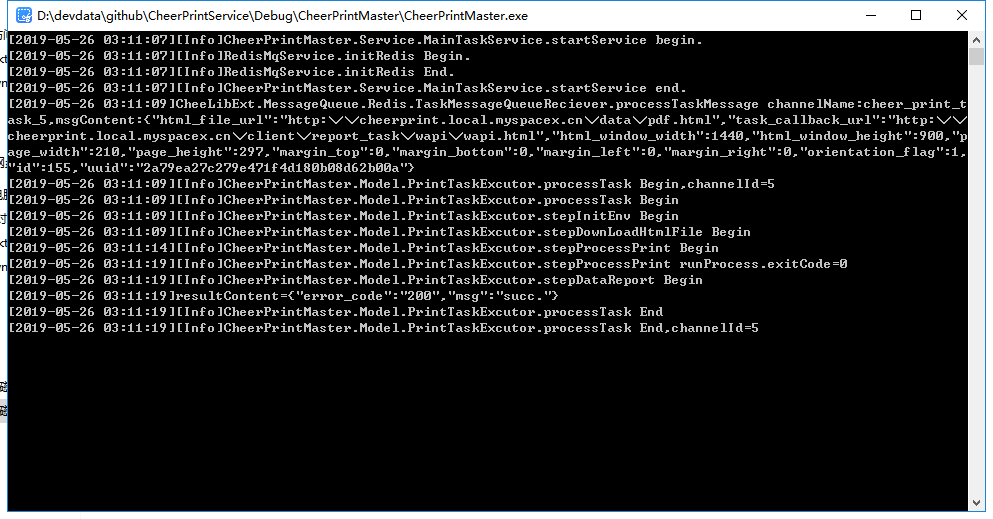 D:\devdata\github\CheerPrintService\Debug\CheerPrintMaster\CheerPrintMaster.exe
[2019-05-26 03:11:07][Info]CheerPrintMaster.Service.MainTaskService.startService begin.
[2019-05-26 03:11:07][Info]RedisMqService.initRedis Begin.
[2019-05-26 03:11:07][Info]RedisMqService.initRedis End.
[2019-05-26 03:11:07][Info]CheerPrintMaster.Service.MainTaskService.startService end.
[2019-05-26 03:11:09]CheeLibExt.MessageQueue.Redis.TaskMessageQueueReciever.processTaskMessage channelName:cheer_print_t
ask_5,msgContent:{"html_file_url":"http:\/\/cheerprint.local.myspacex.cn\/data\/pdf.html","task_callback_url":"http:\/\/
cheerprint.local.myspacex.cn\/client\/report_task\/wapi\/wapi.html","html_window_width":1440,"html_window_height":900,"p
age_width":210,"page_height":297,"margin_top":0,"margin_bottom":0,"margin_left":0,"margin_right":0,"orientation_flag":1,
"id":155,"uuid":"2a79ea27c279e471f4d180b08d62b00a"}
[2019-05-26 03:11:09][Info]CheerPrintMaster.Model.PrintTaskExcutor.processTask Begin,channelId=5
[2019-05-26 03:11:09][Info]CheerPrintMaster.Model.PrintTaskExcutor.processTask Begin
[2019-05-26 03:11:09][Info]CheerPrintMaster.Model.PrintTaskExcutor.stepInitEnv Begin
[2019-05-26 03:11:09][Info]CheerPrintMaster.Model.PrintTaskExcutor.stepDownLoadHtmlFile Begin
[2019-05-26 03:11:14][Info]CheerPrintMaster.Model.PrintTaskExcutor.stepProcessPrint Begin
[2019-05-26 03:11:19][Info]CheerPrintMaster.Model.PrintTaskExcutor.stepProcessPrint runProcess.exitCode=0
[2019-05-26 03:11:19][Info]CheerPrintMaster.Model.PrintTaskExcutor.stepDataReport Begin
[2019-05-26 03:11:19]resultContent={"error_code":"200","msg":"succ."}
[2019-05-26 03:11:19][Info]CheerPrintMaster.Model.PrintTaskExcutor.processTask End
[2019-05-26 03:11:19][Info]CheerPrintMaster.Model.PrintTaskExcutor.processTask End,channelId=5